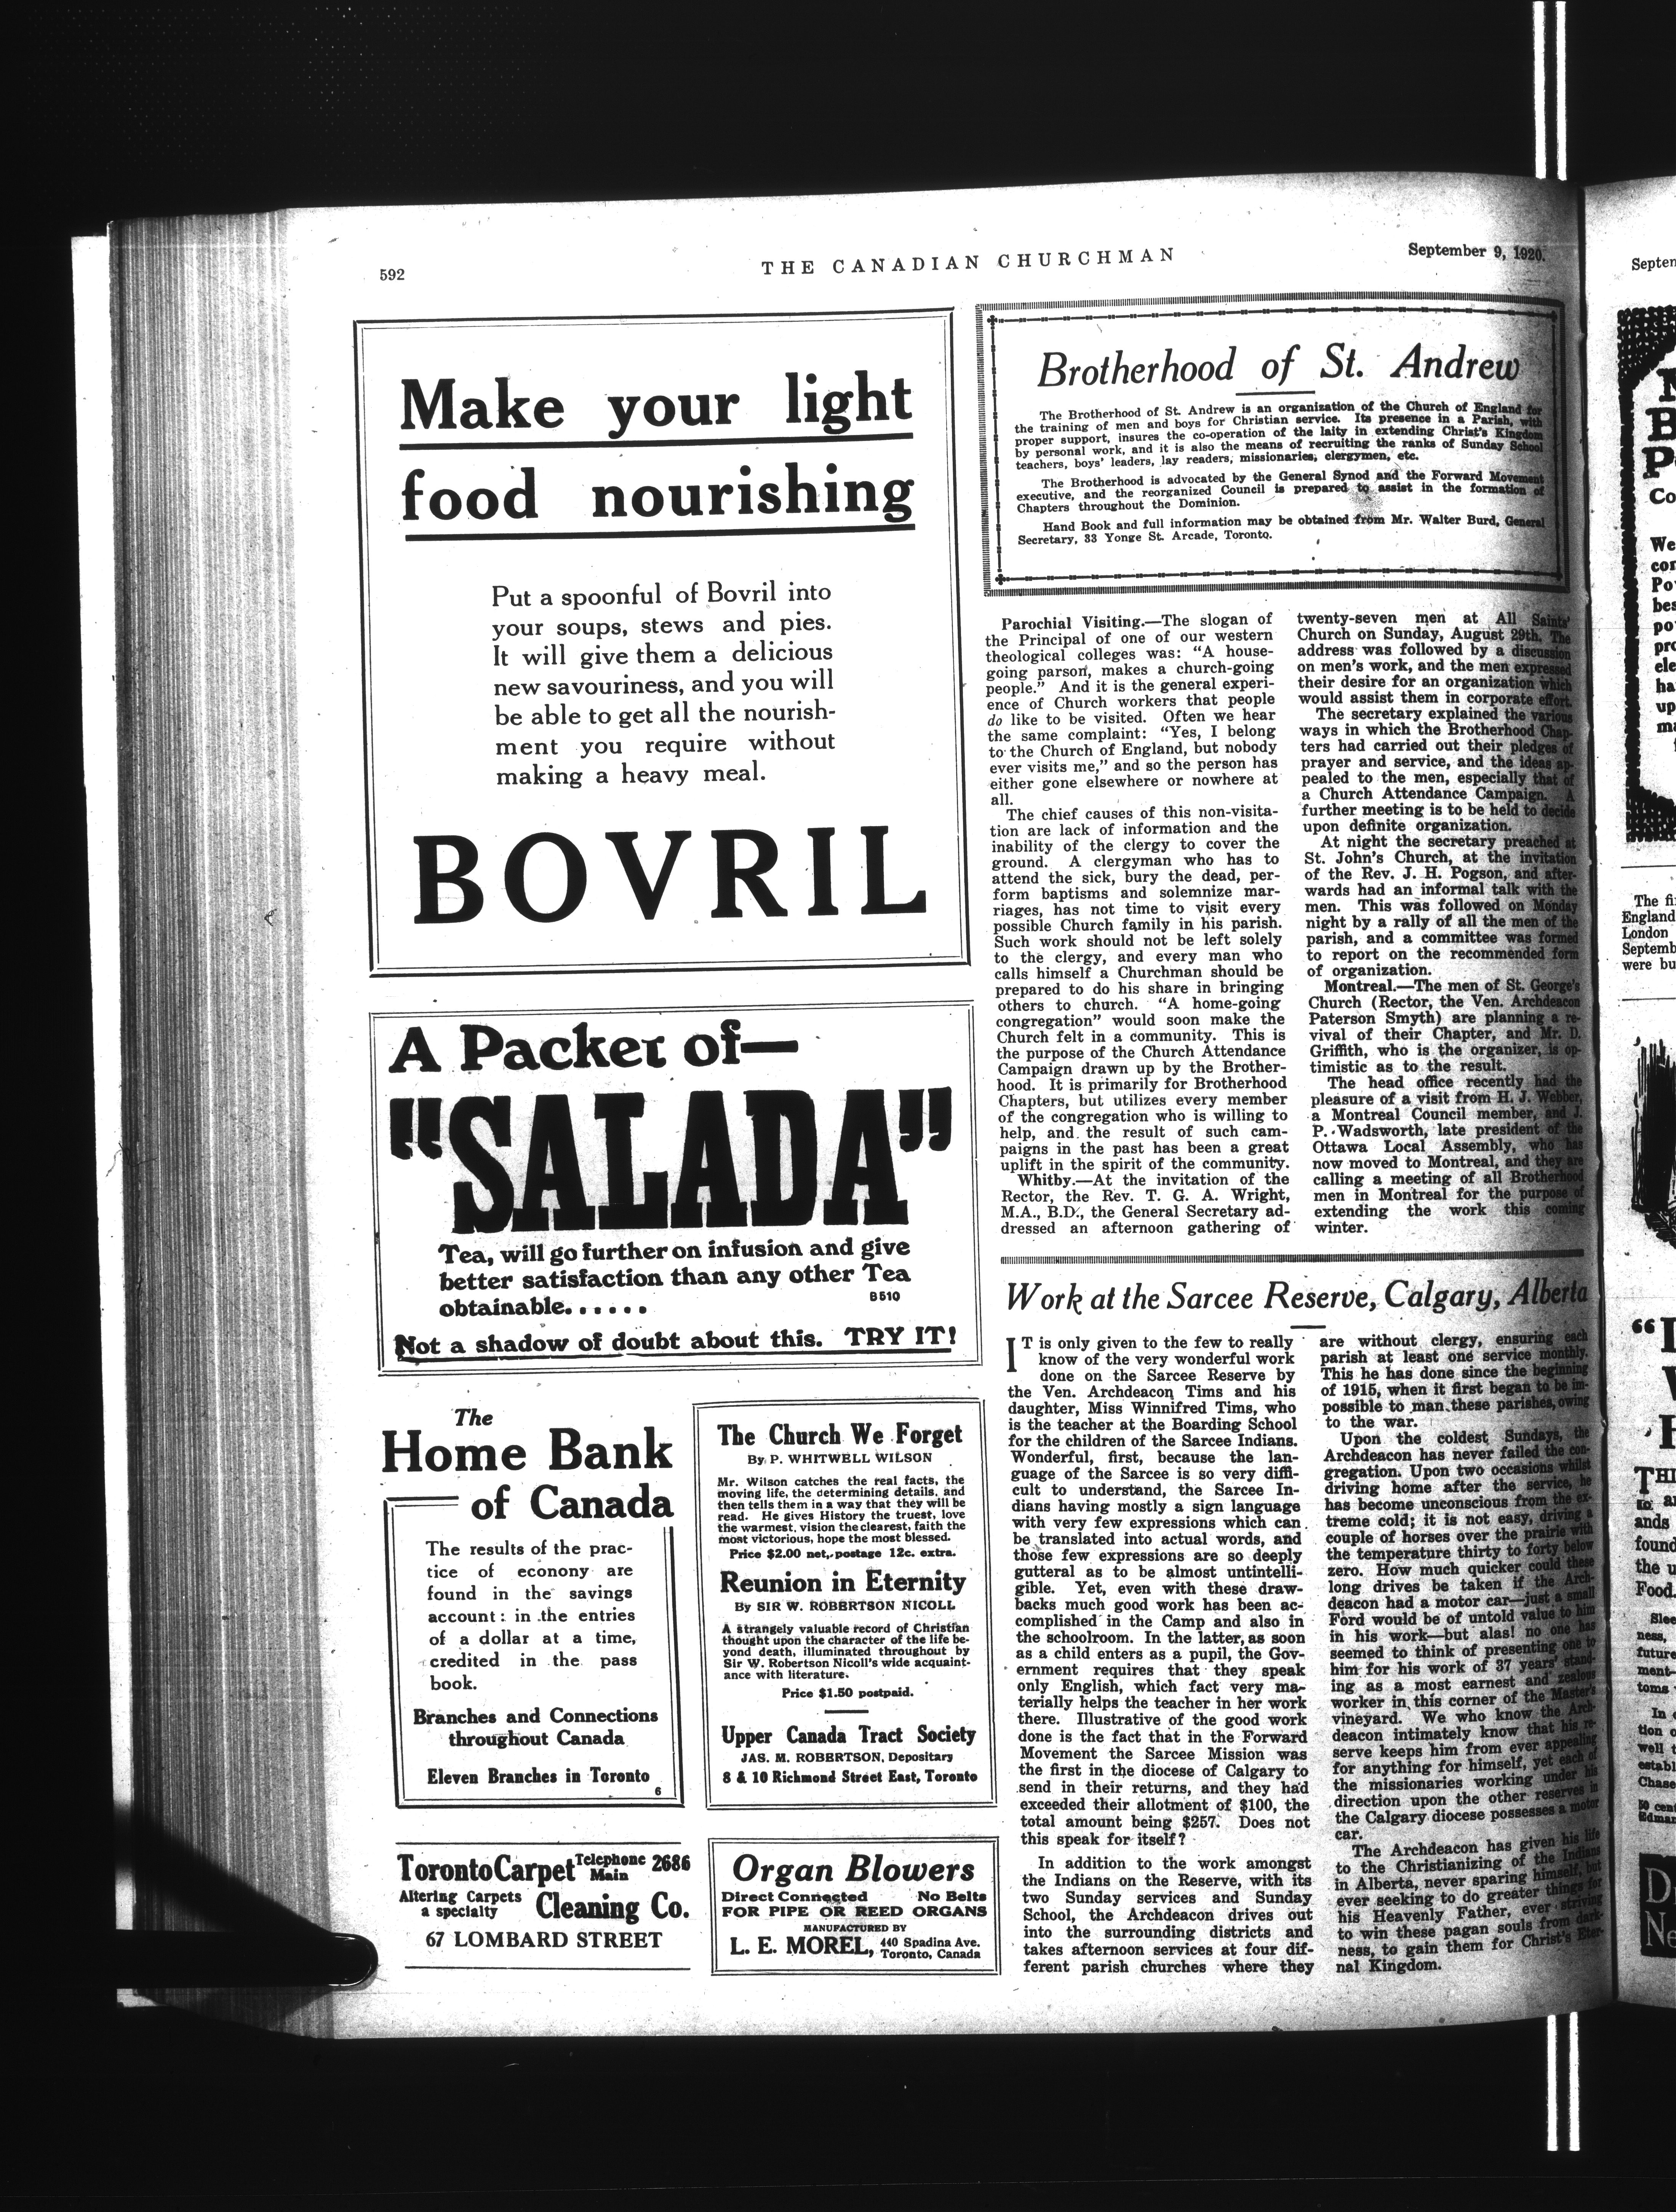 592
THE CANADIAN CHURCHMAN
September 9, 1920.
Make your light
food nourishing
Put a spoonful of Bovril into
your soups, stews and pies.
It will give them a delicious
new savouriness, and you will
be able to get all the nourish-
ment you require without
making a heavy meal.
BOVRIL
A Packet of—
"SALADA"
Tea, will go further on infusion and give
better satisfaction than any other Tea
obtainable......
B510
Not a shadow of doubt about this. TRY IT!
The
Home Bank
of Canada
The results of the prac-
tice of economy are
found in the savings
account: in the entries
of a dollar at a time,
credited in the pass
book.
Branches and Connections
throughout Canada
Eleven Branches in Toronto
6
The Church We Forget
By P. WHITWELL WILSON
Mr. Wilson catches the real facts, the
moving life, the determining details, and
then tells them in a way that they will be
read. He gives History the truest, love
the warmest, vision the clearest, faith the
most victorious, hope the most blessed.
Price $2.00 net, postage 12c. extra.
Reunion in Eternity
By SIR W. ROBERTSON NICOLL
A strangely valuable record of Christian
thought upon the character of the life be-
yond death, illuminated throughout by
Sir W. Robertson Nicoll's wide acquaint-
ance with literature.
Price $1.50 postpaid.
Upper Canada Tract Society
JAS. M. ROBERTSON, Depositary
8 & 10 Richmond Street East, Toronto
Toronto Carpet Telephone Main 2686
Altering Carpets a specialty Cleaning Co.
67 LOMBARD STREET
Organ Blowers
Direct Connected No Belts
FOR PIPE OR REED ORGANS
MANUFACTURED BY
L. E. MOREL, 440 Spadina Ave.
Toronto, Canada
Brotherhood of St. Andrew
The Brotherhood of St. Andrew is an organization of the Church of England for
the training of men and boys for Christian service. Its presence in a Parish, with
proper support, insures the co-operation of the laity in extending Christ's Kingdom
by personal work, and it is also the means of recruiting the ranks of Sunday School
teachers, boys' leaders, lay readers, missionaries, clergymen, etc.
The Brotherhood is advocated by the General Synod and the Forward Movement
executive, and the reorganized Council is prepared to assist in the formation of
Chapters throughout the Dominion.
Hand Book and full information may be obtained from Mr. Walter Burd, General
Secretary, 33 Yonge St. Arcade, Toronto.
Parochial Visiting.—The slogan of
the Principal of one of our western
theological colleges was: "A house-
going parson, makes a church-going
people." And it is the general experi-
ence of Church workers that people
do like to be visited. Often we hear
the same complaint: "Yes, I belong
to the Church of England, but nobody
ever visits me," and so the person has
either gone elsewhere or nowhere at
all.
The chief causes of this non-visita-
tion are lack of information and the
inability of the clergy to cover the
ground. A clergyman who has to
attend the sick, bury the dead, per-
form baptisms and solemnize mar-
riages, has not time to visit every
possible Church family in his parish.
Such work should not be left solely
to the clergy, and every man who
calls himself a Churchman should be
prepared to do his share in bringing
others to church. "A home-going
congregation" would soon make the
Church felt in a community. This is
the purpose of the Church Attendance
Campaign drawn up by the Brother-
hood. It is primarily for Brotherhood
Chapters, but utilizes every member
of the congregation who is willing to
help, and the result of such cam-
paigns in the past has been a great
uplift in the spirit of the community.
Whitby.—At the invitation of the
Rector, the Rev. T. G. A. Wright,
M.A., B.D., the General Secretary ad-
dressed an afternoon gathering of
twenty-seven men at All Saints'
Church on Sunday, August 29th. The
address was followed by a discussion
on men's work, and the men expressed
their desire for an organization which
would assist them in corporate effort.
The secretary explained the various
ways in which the Brotherhood Chap-
ters had carried out their pledges of
prayer and service, and the ideas ap-
pealed to the men, especially that of
a Church Attendance Campaign. A
further meeting is to be held to decide
upon definite organization.
At night the secretary preached at
St. John's Church, at the invitation
of the Rev. J. H. Pogson, and after-
wards had an informal talk with the
men. This was followed on Monday
night by a rally of all the men of the
parish, and a committee was formed
to report on the recommended form
of organization.
Montreal.—The men of St. George's
Church (Rector, the Ven. Archdeacon
Paterson Smyth) are planning a re-
vival of their Chapter, and Mr. D.
Griffith, who is the organizer, is op-
timistic as to the result.
The head office recently had the
pleasure of a visit from H. J. Webber,
a Montreal Council member, and J.
P. Wadsworth, late president of the
Ottawa Local Assembly, who has
now moved to Montreal, and they are
calling a meeting of all Brotherhood
men in Montreal for the purpose of
extending the work this coming
winter.
Work at the Sarcee Reserve, Calgary, Alberta
IT is only given to the few to really
know of the very wonderful work
done on the Sarcee Reserve by
the Ven. Archdeacon Tims and his
daughter, Miss Winnifred Tims, who
is the teacher at the Boarding School
for the children of the Sarcee Indians.
Wonderful, first, because the lan-
guage of the Sarcee is so very diffi-
cult to understand, the Sarcee In-
dians having mostly a sign language
with very few expressions which can
be translated into actual words, and
those few expressions are so deeply
gutteral as to be almost untintelli-
gible. Yet, even with these draw-
backs much good work has been ac-
complished in the Camp and also in
the schoolroom. In the latter, as soon
as a child enters as a pupil, the Gov-
ernment requires that they speak
only English, which fact very ma-
terially helps the teacher in her work
there. Illustrative of the good work
done is the fact that in the Forward
Movement the Sarcee Mission was
the first in the diocese of Calgary to
send in their returns, and they had
exceeded their allotment of $100, the
total amount being $257. Does not
this speak for itself?
In addition to the work amongst
the Indians on the Reserve, with its
two Sunday services and Sunday
School, the Archdeacon drives out
into the surrounding districts and
takes afternoon services at four dif-
ferent parish churches where they
are without clergy, ensuring each
parish at least one service monthly.
This he has done since the beginning
of 1915, when it first began to be im-
possible to man these parishes, owing
to the war.
Upon the coldest Sundays, the
Archdeacon has never failed the con-
gregation. Upon two occasions whilst
driving home after the service, he
has become unconscious from the ex-
treme cold; it is not easy, driving a
couple of horses over the prairie with
the temperature thirty to forty below
zero. How much quicker could these
long drives be taken if the Arch-
deacon had a motor car—just a small
Ford would be of untold value to him
in his work—but alas! no one has
seemed to think of presenting one to
him for his work of 37 years' stand-
ing as a most earnest and zealous
worker in this corner of the Master's
vineyard. We who know the Arch-
deacon intimately know that his re-
serve keeps him from ever appealing
for anything for himself, yet each of
the missionaries working under his
direction upon the other reserves in
the Calgary diocese possesses a motor
car.
The Archdeacon has given his life
to the Christianizing of the Indians
in Alberta, never sparing himself, but
ever seeking to do greater things for
his Heavenly Father, ever striving
to win these pagan souls from dark-
ness, to gain them for Christ's Eter-
nal Kingdom.
Septem
Co
We
The fi
England
London
Septemb
were bu
ands
found
the u
Food.
ness,
future
ment
toms
In
tion
well
establ
Chase
50 cent
Edman